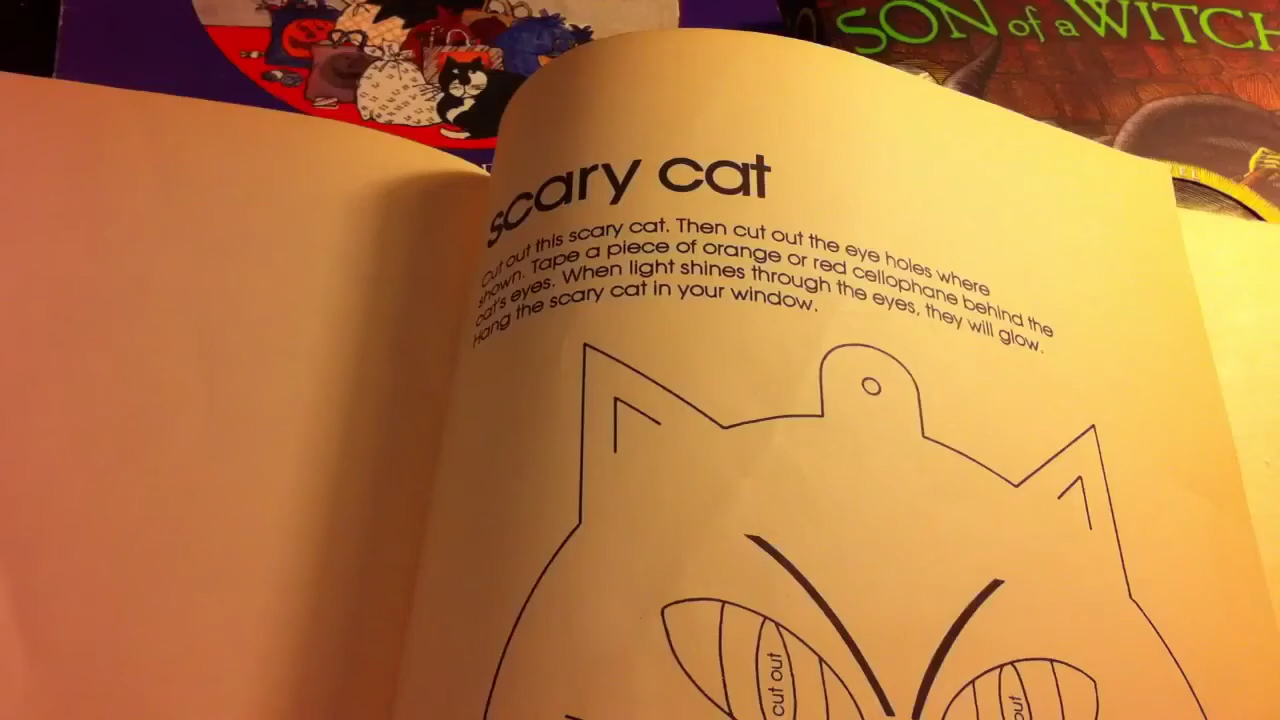 SON of a WITCH
scary cat
Cut out this scary cat. Then cut out the eye holes where
shown. Tape a piece of orange or red cellophane behind the
cat's eyes. When light shines through the eyes, they will glow.
Hang the scary cat in your window.
cut out
out